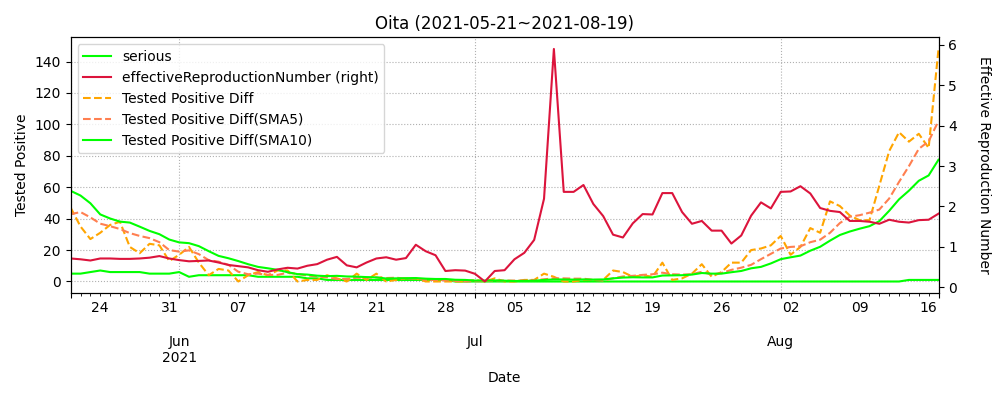 Oita (2021-05-21~2021-08-19)
serious
effectiveReproductionNumber (right)
Tested Positive Diff
Tested Positive Diff(SMA5)
Tested Positive Diff(SMA10)
Tested Positive
140
120
100
80
60
40
20
0
Effective Reproduction Number
6
5
4
3
2
1
0
24 31 07 14 21 28 05 12 19 26 02 09 16
Jun Jul Aug
2021
Date